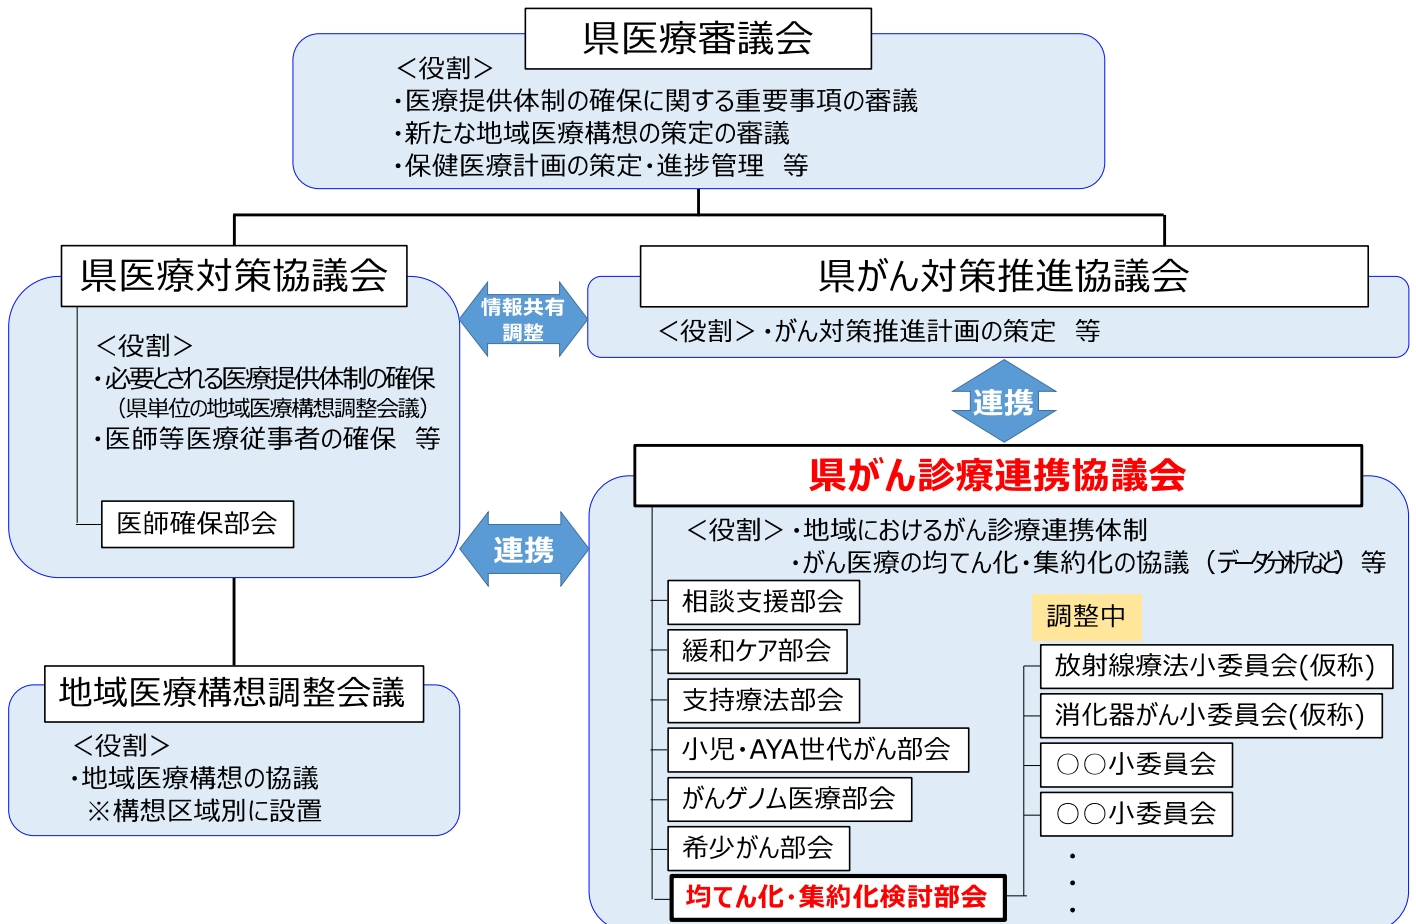 県医療審議会
＜役割＞
・医療提供体制の確保に関する重要事項の審議
・新たな地域医療構想の策定の審議
・保健医療計画の策定・進捗管理　等
県医療対策協議会
＜役割＞
・必要とされる医療提供体制の確保
（県単位の地域医療構想調整会議）
・医師等医療従事者の確保　等
医師確保部会
情報共有
調整
県がん対策推進協議会
＜役割＞・がん対策推進計画の策定　等
連携
連携
県がん診療連携協議会
＜役割＞・地域におけるがん診療連携体制
・がん医療の均てん化・集約化の協議（データ分析など）等
相談支援部会
緩和ケア部会
支持療法部会
小児・AYA世代がん部会
がんゲノム医療部会
希少がん部会
均てん化・集約化検討部会
調整中
放射線療法小委員会(仮称)
消化器がん小委員会(仮称)
○○小委員会
○○小委員会
・
・
・
地域医療構想調整会議
＜役割＞
・地域医療構想の協議
※構想区域別に設置